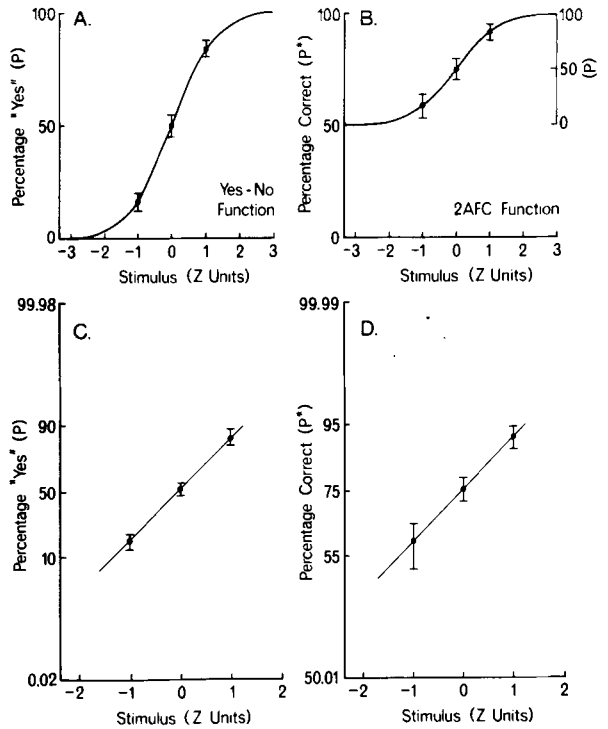 A.
100
50
0
Percentage "Yes" (P)
Yes-No
Function
-3 -2 -1 0 1 2 3
Stimulus (Z Units)
B.
100
50
0
Percentage Correct (P*)
100
50
0
(P)
2AFC Function
-3 -2 -1 0 1 2 3
Stimulus (Z Units)
C.
99.98
90
50
10
0.02
Percentage "Yes" (P)
-2 -1 0 1 2
Stimulus (Z Units)
D.
99.99
95
75
55
50.01
Percentage Correct (P*)
-2 -1 0 1 2
Stimulus (Z Units)